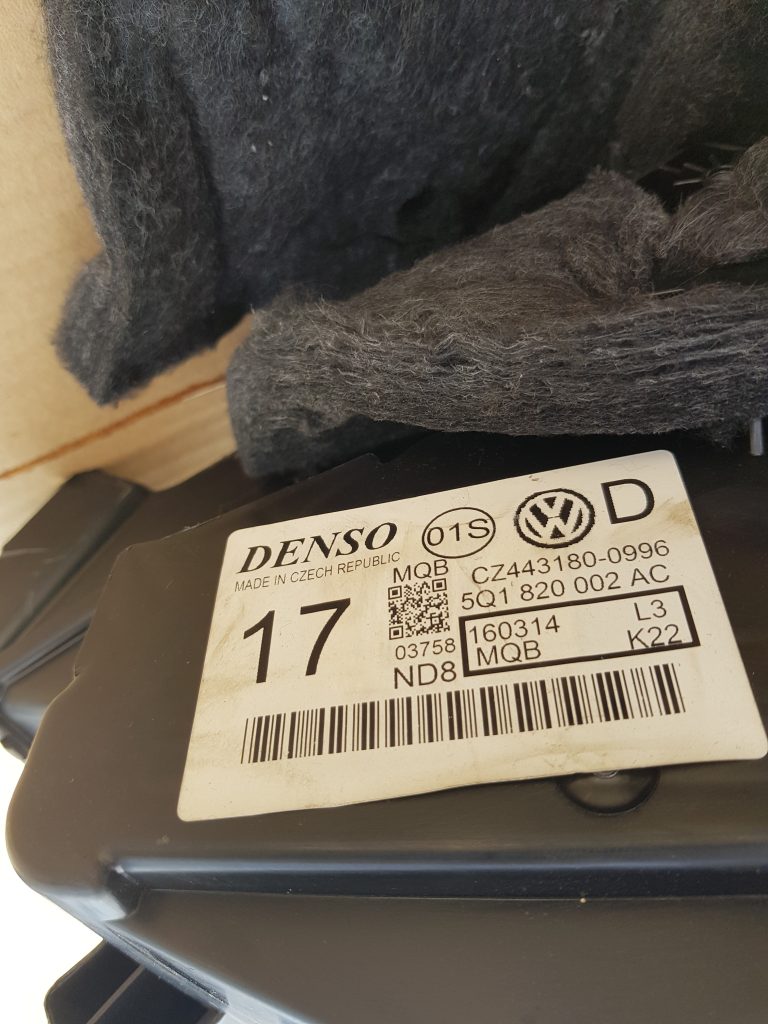 DENSO 01S D
MADE IN CZECH REPUBLIC
MQB CZ443180-0996
5Q1 820 002 AC
17
160314 L3
03758 MQB K22
ND8